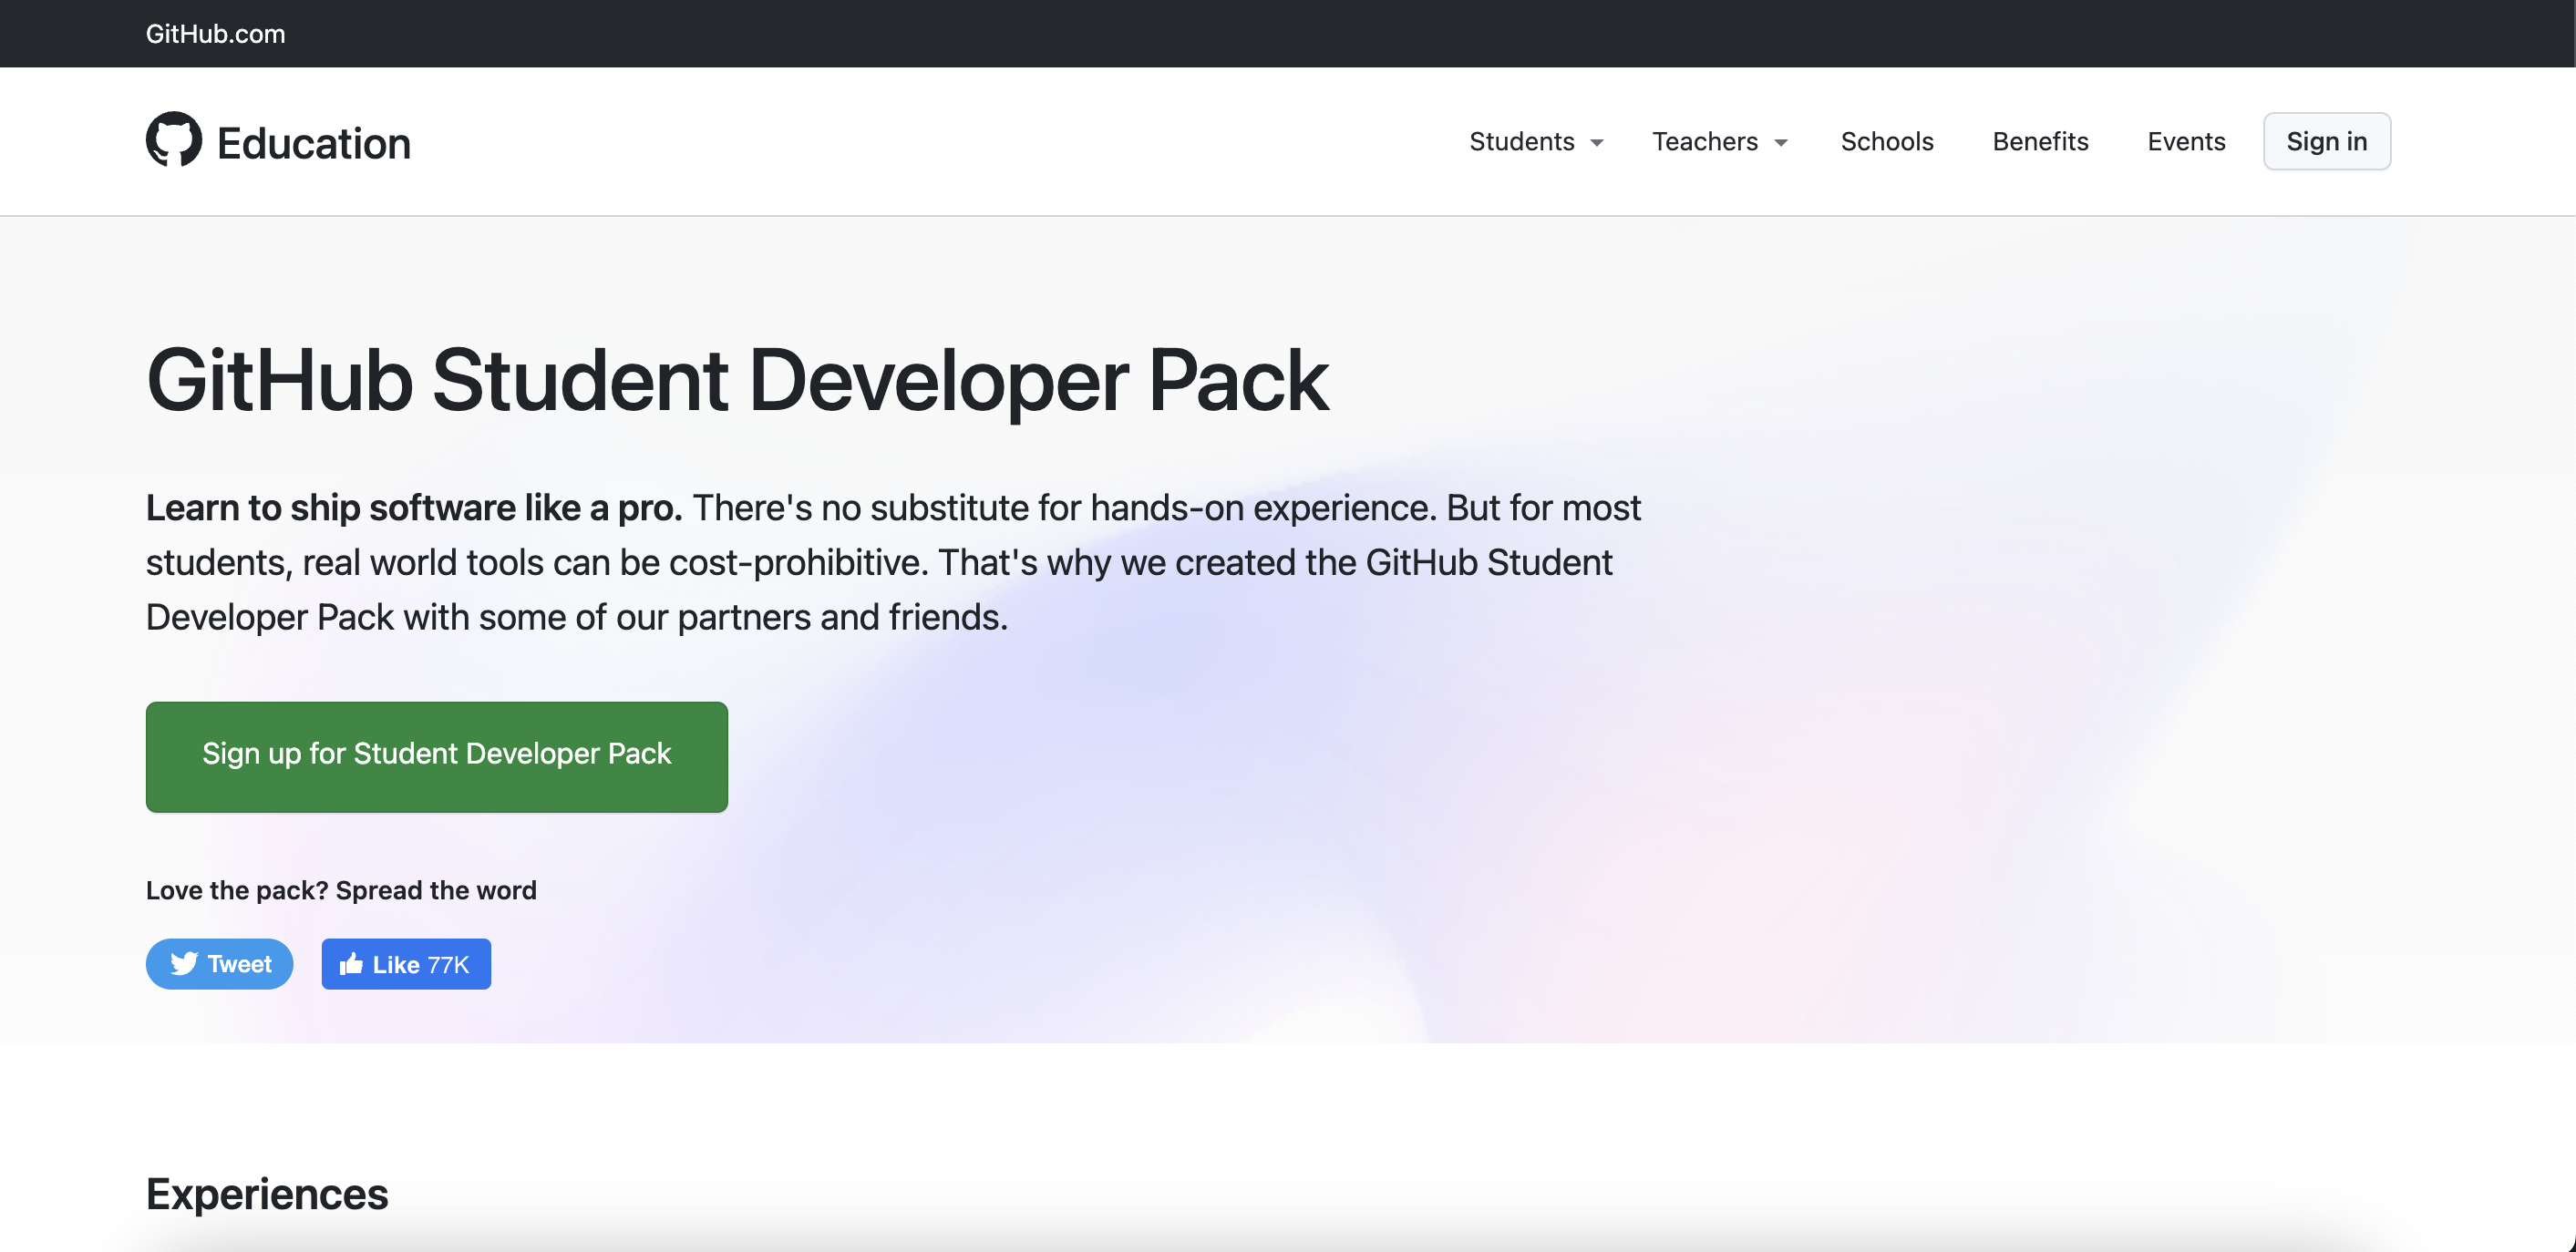 GitHub.com
Education
Students
Teachers
Schools
Benefits
Events
Sign in
GitHub Student Developer Pack
Learn to ship software like a pro. There's no substitute for hands-on experience. But for most
students, real world tools can be cost-prohibitive. That's why we created the GitHub Student
Developer Pack with some of our partners and friends.
Sign up for Student Developer Pack
Love the pack? Spread the word
Tweet
Like 77K
Experiences